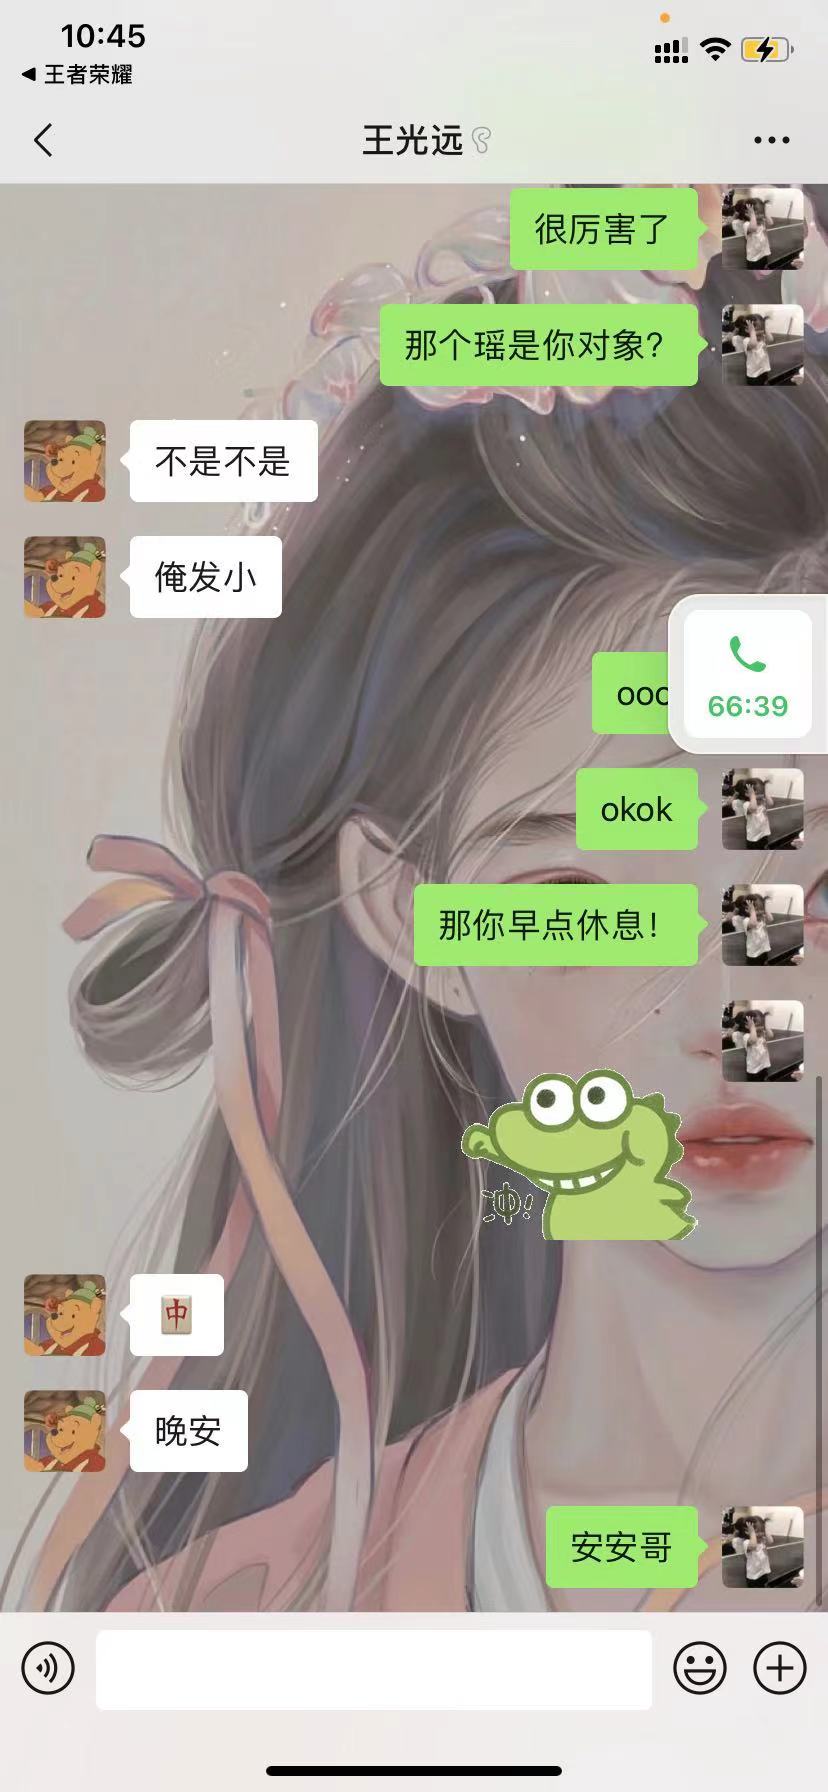 10:45
王者荣耀
王光远
很厉害了
那个瑶是你对象？
不是不是
俺发小
ooo
66:39
okok
那你早点休息！
冲!
中
晚安
安安哥